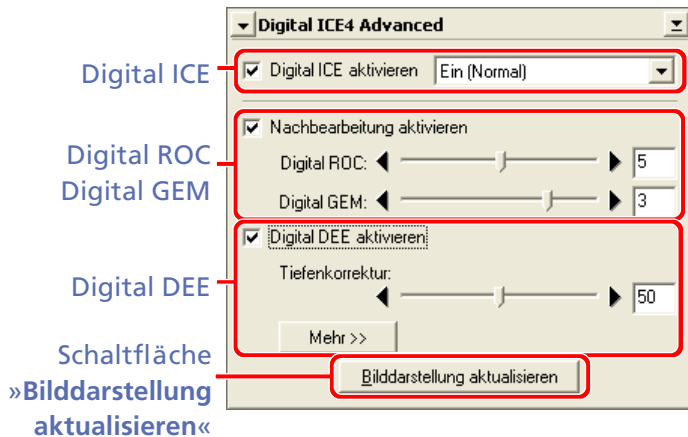 Digital ICE4 Advanced
Digital ICE
Digital ICE aktivieren Ein (Normal)
Digital ROC
Digital GEM
Nachbearbeitung aktivieren
Digital ROC: 5
Digital GEM: 3
Digital DEE
Digital DEE aktivieren
Tiefenkorrektur:
50
Mehr >>
Schaltfläche
»Bilddarstellung
aktualisieren«
Bilddarstellung aktualisieren